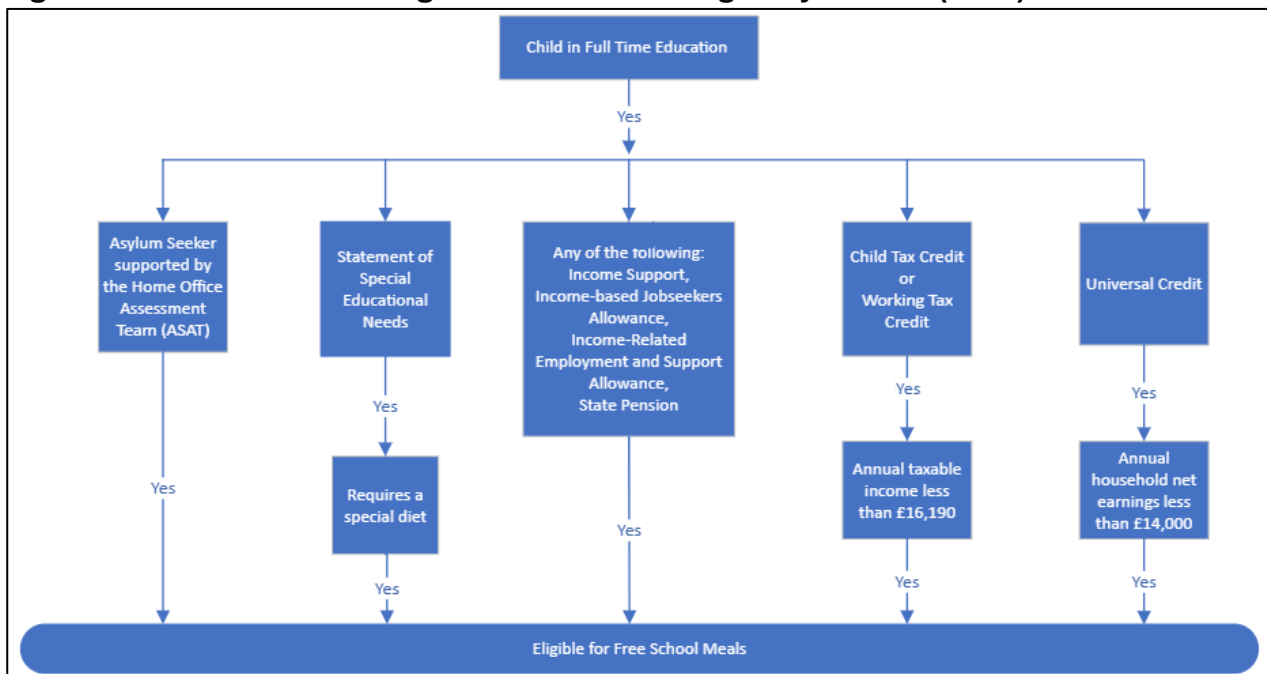 Child in Full Time Education
Yes
Asylum Seeker
supported by
the Home Office
Assessment
Team (ASAT)
Yes
Statement of
Special
Educational
Needs
Yes
Requires a
special diet
Yes
Any of the following:
Income Support,
Income-based Jobseekers
Allowance,
Income-Related
Employment and Support
Allowance,
State Pension
Yes
Child Tax Credit
or
Working Tax
Credit
Yes
Annual taxable
income less
than £16,190
Yes
Universal Credit
Yes
Annual
household net
earnings less
than £14,000
Yes
Eligible for Free School Meals